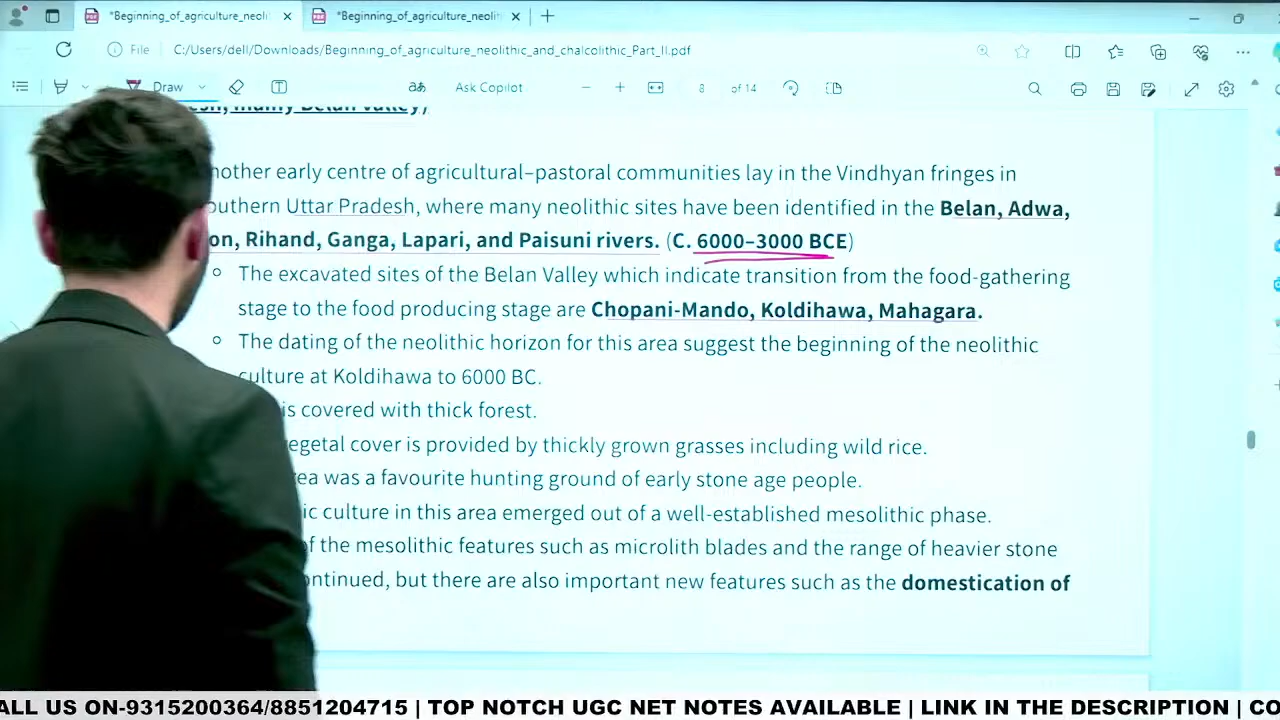 *Beginning_of_agriculture_neoli
*Beginning_of_agriculture_neolit
File C:/Users/dell/Downloads/Beginning_of_agriculture_neolithic_and_chalcolithic_Part_II.pdf
Draw aあ Ask Copilot 8 of 14
Belan valley)
nother early centre of agricultural–pastoral communities lay in the Vindhyan fringes in
outhern Uttar Pradesh, where many neolithic sites have been identified in the Belan, Adwa,
on, Rihand, Ganga, Lapari, and Paisuni rivers. (C. 6000–3000 BCE)
The excavated sites of the Belan Valley which indicate transition from the food-gathering
stage to the food producing stage are Chopani-Mando, Koldihawa, Mahagara.
The dating of the neolithic horizon for this area suggest the beginning of the neolithic
culture at Koldihawa to 6000 BC.
is covered with thick forest.
egetal cover is provided by thickly grown grasses including wild rice.
ea was a favourite hunting ground of early stone age people.
ic culture in this area emerged out of a well-established mesolithic phase.
of the mesolithic features such as microlith blades and the range of heavier stone
ontinued, but there are also important new features such as the domestication of
ALL US ON-9315200364/8851204715 | TOP NOTCH UGC NET NOTES AVAILABLE | LINK IN THE DESCRIPTION | CO